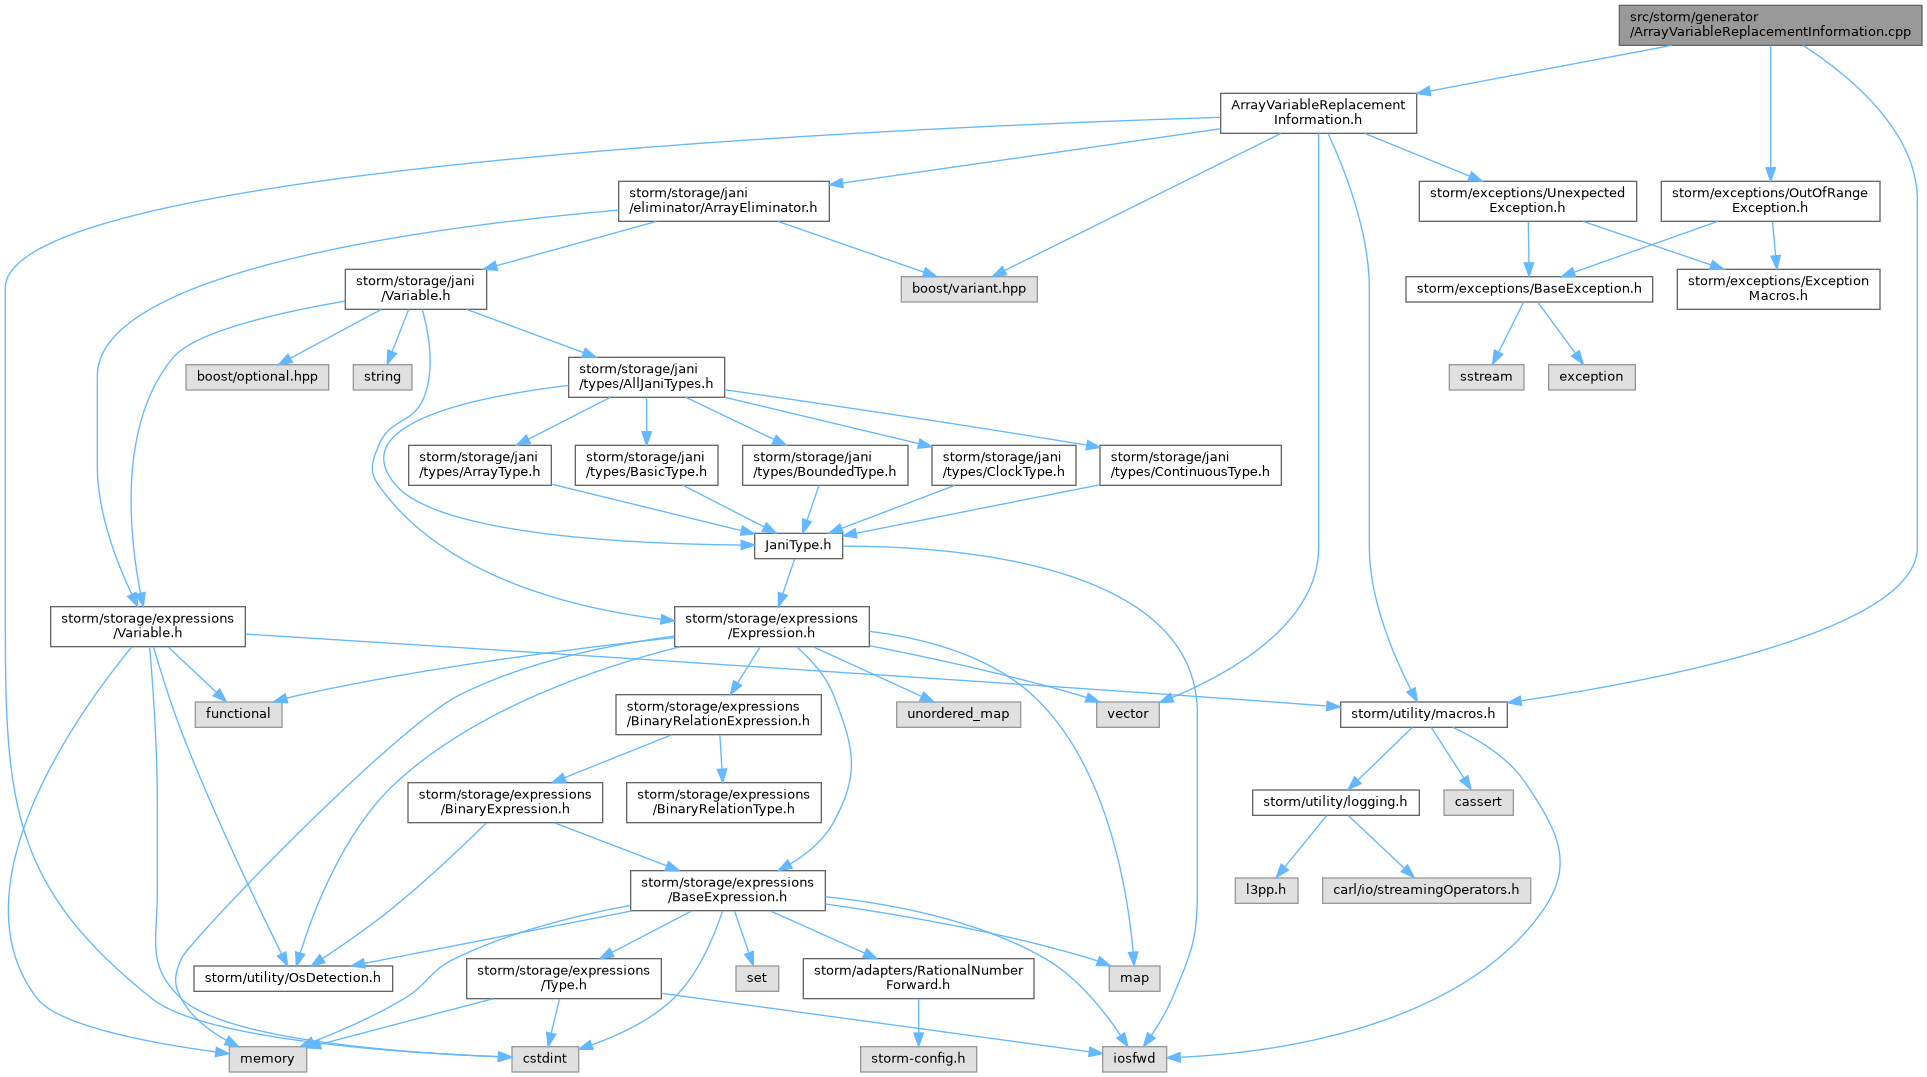 src/storm/generator
/ArrayVariableReplacementInformation.cpp
ArrayVariableReplacement
Information.h
storm/storage/jani
/eliminator/ArrayEliminator.h
storm/exceptions/Unexpected
Exception.h
storm/exceptions/OutOfRange
Exception.h
storm/storage/jani
/Variable.h
boost/variant.hpp
storm/exceptions/BaseException.h
storm/exceptions/Exception
Macros.h
boost/optional.hpp
string
storm/storage/jani
/types/AllJaniTypes.h
sstream
exception
storm/storage/jani
/types/ArrayType.h
storm/storage/jani
/types/BasicType.h
storm/storage/jani
/types/BoundedType.h
storm/storage/jani
/types/ClockType.h
storm/storage/jani
/types/ContinuousType.h
JaniType.h
storm/storage/expressions
/Variable.h
storm/storage/expressions
/Expression.h
functional
storm/storage/expressions
/BinaryRelationExpression.h
unordered_map
vector
storm/utility/macros.h
storm/storage/expressions
/BinaryExpression.h
storm/storage/expressions
/BinaryRelationType.h
storm/utility/logging.h
cassert
storm/storage/expressions
/BaseExpression.h
l3pp.h
carl/io/streamingOperators.h
storm/utility/OsDetection.h
storm/storage/expressions
/Type.h
set
storm/adapters/RationalNumber
Forward.h
map
memory
cstdint
storm-config.h
iosfwd